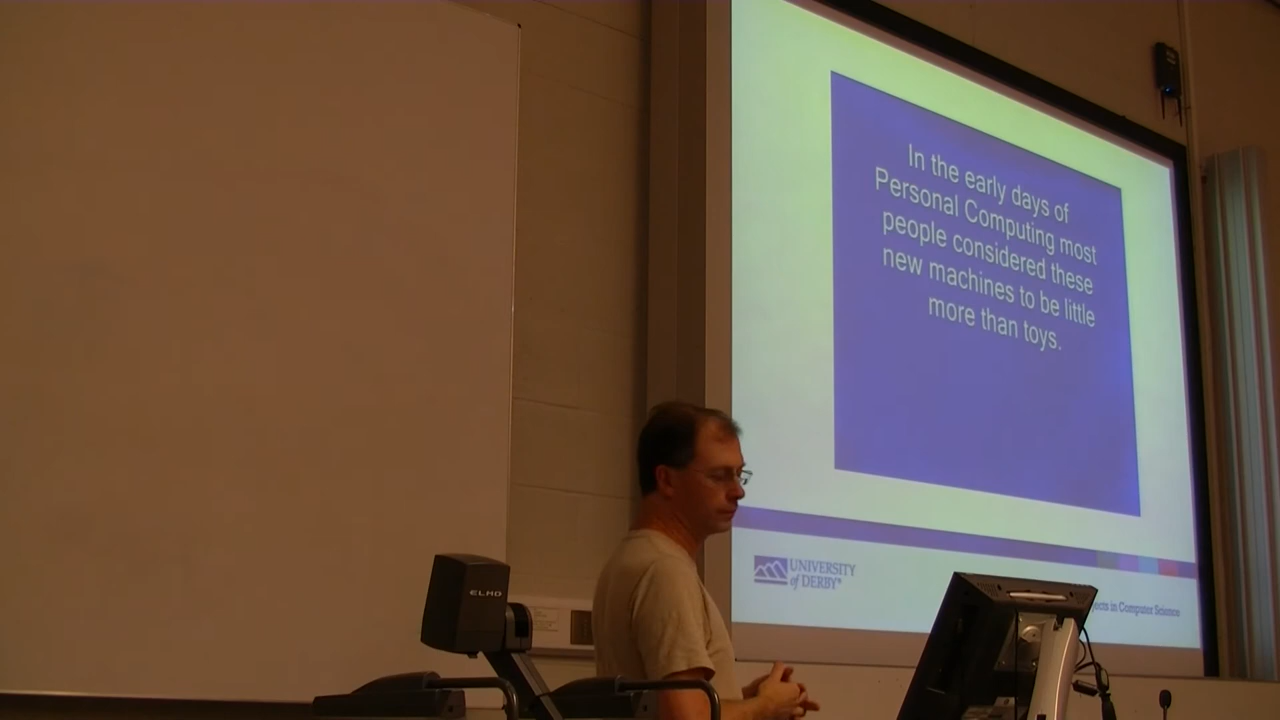 In the early days of
Personal Computing most
people considered these
new machines to be little
more than toys.
UNIVERSITY
of DERBY
in Computer Science
ELMO